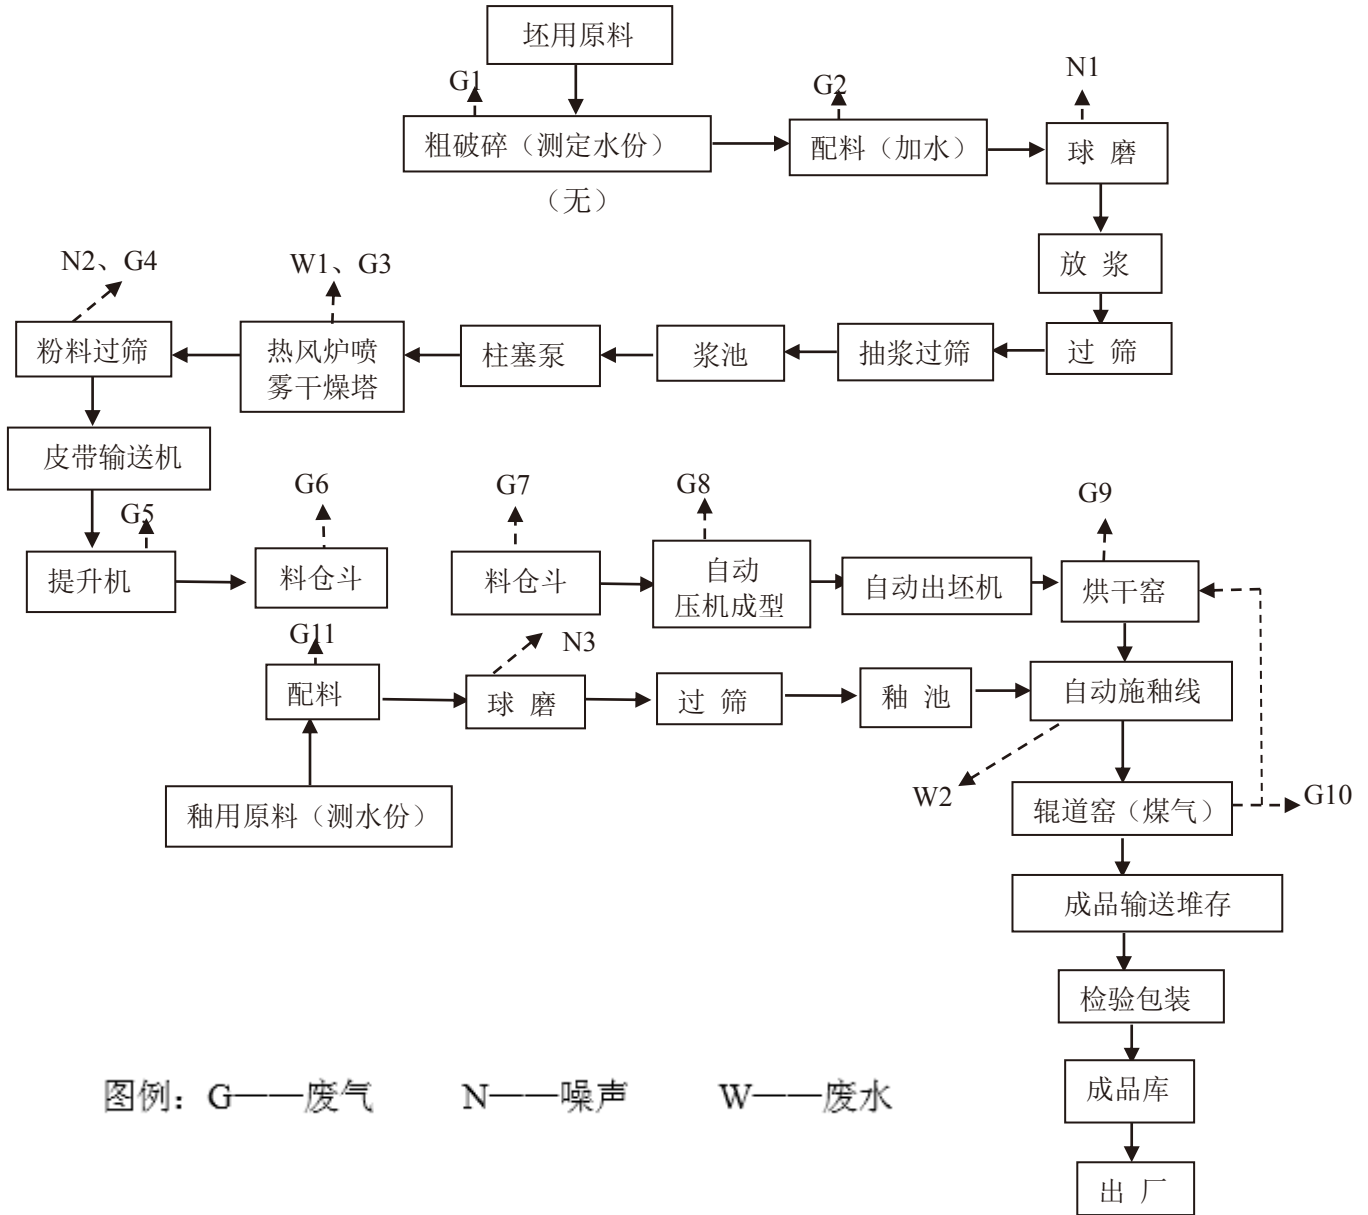 坯用原料
G1
G2
N1
粗破碎（测定水份）
配料（加水）
球 磨
（无）
放 浆
N2、G4
W1、G3
粉料过筛
热风炉喷
雾干燥塔
柱塞泵
浆池
抽浆过筛
过 筛
皮带输送机
G5
G6
G7
G8
G9
提升机
料仓斗
料仓斗
自动
压机成型
自动出坯机
烘干窑
G11
N3
配料
球 磨
过 筛
釉 池
自动施釉线
W2
釉用原料（测水份）
辊道窑（煤气）
G10
成品输送堆存
检验包装
成品库
出 厂
图例：G——废气 N——噪声 W——废水